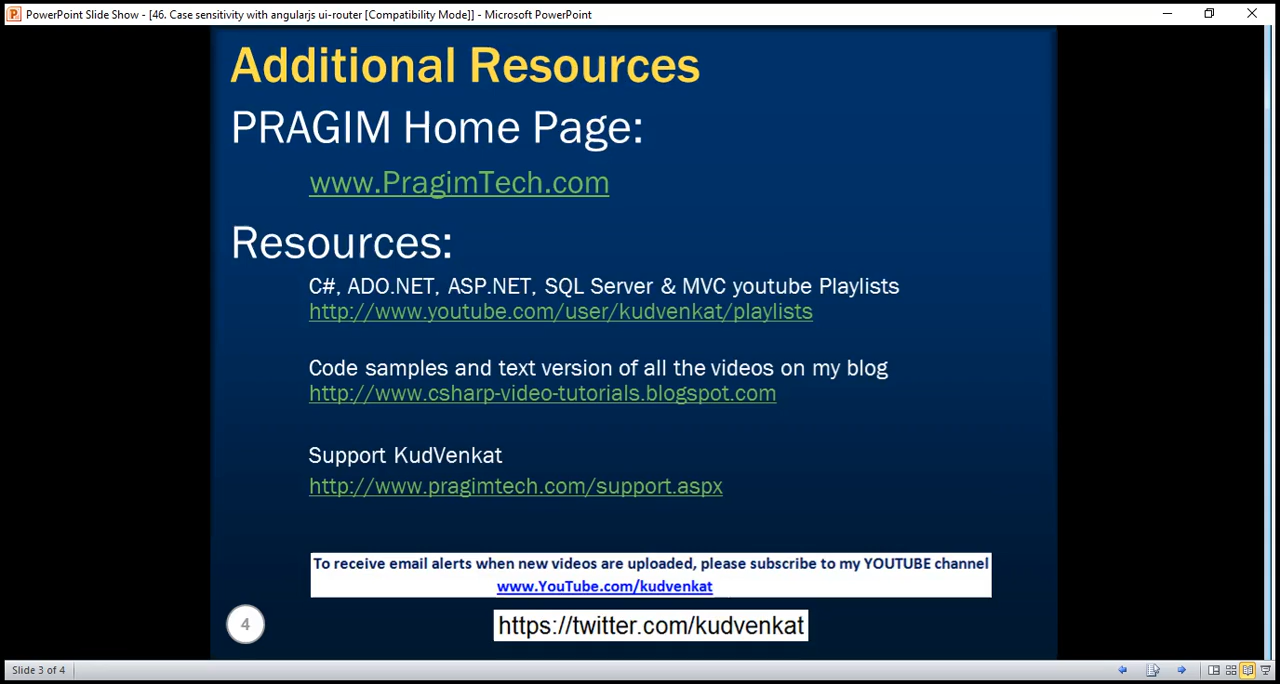 PowerPoint Slide Show - [46. Case sensitivity with angularjs ui-router [Compatibility Mode]] - Microsoft PowerPoint
Additional Resources
PRAGIM Home Page:
www.PragimTech.com
Resources:
C#, ADO.NET, ASP.NET, SQL Server & MVC youtube Playlists
http://www.youtube.com/user/kudvenkat/playlists
Code samples and text version of all the videos on my blog
http://www.csharp-video-tutorials.blogspot.com
Support KudVenkat
http://www.pragimtech.com/support.aspx
To receive email alerts when new videos are uploaded, please subscribe to my YOUTUBE channel
www.YouTube.com/kudvenkat
https://twitter.com/kudvenkat
4
Slide 3 of 4